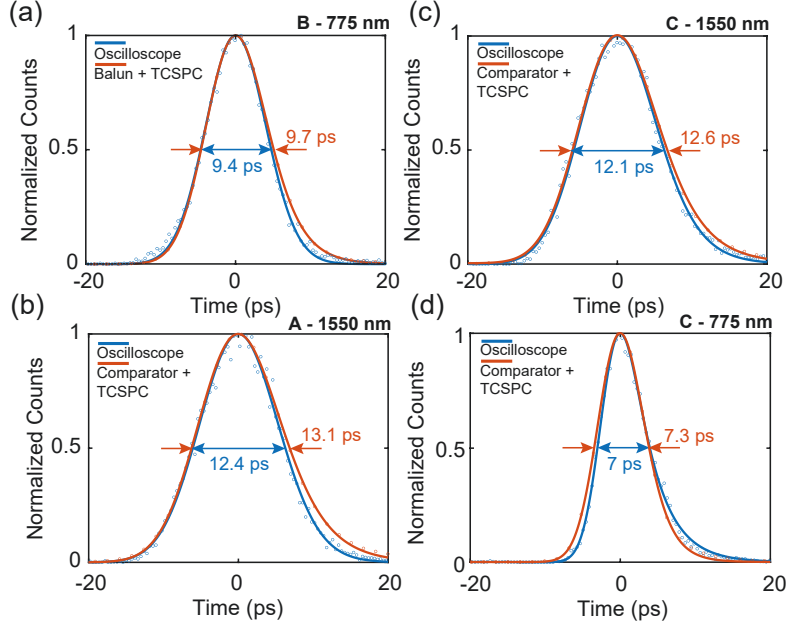 (a)
B - 775 nm
Oscilloscope
Balun + TCSPC
Normalized Counts
1
0.5
0
9.7 ps
9.4 ps
-20
0
20
Time (ps)
(c)
C - 1550 nm
Oscilloscope
Comparator +
TCSPC
Normalized Counts
1
0.5
0
12.6 ps
12.1 ps
-20
0
20
Time (ps)
(b)
A - 1550 nm
Oscilloscope
Comparator +
TCSPC
Normalized Counts
1
0.5
0
13.1 ps
12.4 ps
-20
0
20
Time (ps)
(d)
C - 775 nm
Oscilloscope
Comparator +
TCSPC
Normalized Counts
1
0.5
0
7.3 ps
7 ps
-20
0
20
Time (ps)